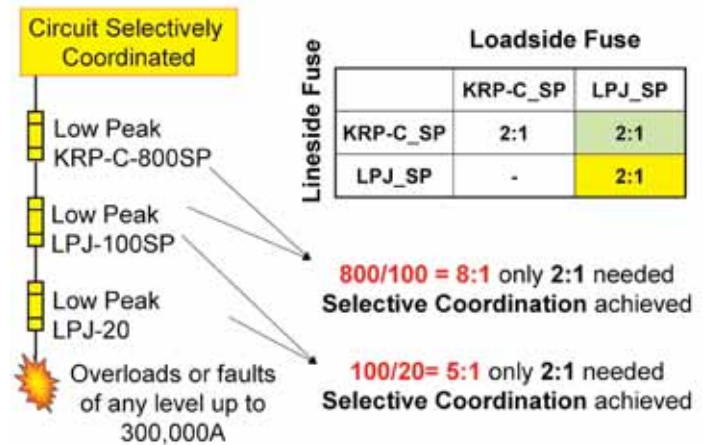 Circuit Selectively
Coordinated
Low Peak
KRP-C-800SP
Low Peak
LPJ-100SP
Low Peak
LPJ-20
Overloads or faults
of any level up to
300,000A
Loadside Fuse
Lineside Fuse
KRP-C_SP LPJ_SP
KRP-C_SP 2:1 2:1
LPJ_SP - 2:1
800/100 = 8:1 only 2:1 needed
Selective Coordination achieved
100/20= 5:1 only 2:1 needed
Selective Coordination achieved